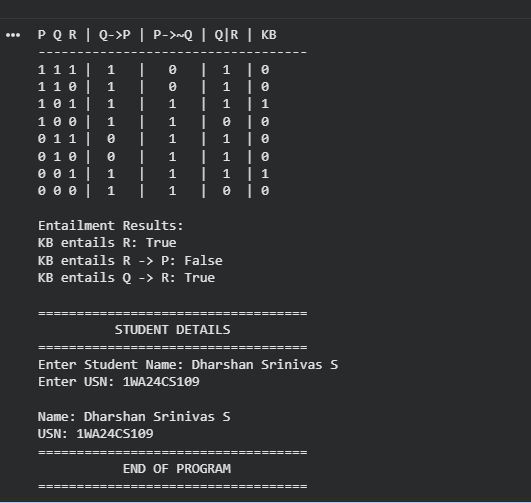 P Q R | Q->P | P->~Q | Q|R | KB
-----------------------------------
1 1 1 |  1   |   0   |  1  | 0
1 1 0 |  1   |   0   |  1  | 0
1 0 1 |  1   |   1   |  1  | 1
1 0 0 |  1   |   1   |  0  | 0
0 1 1 |  0   |   1   |  1  | 0
0 1 0 |  0   |   1   |  1  | 0
0 0 1 |  1   |   1   |  1  | 1
0 0 0 |  1   |   1   |  0  | 0
Entailment Results:
KB entails R: True
KB entails R -> P: False
KB entails Q -> R: True
===================================
STUDENT DETAILS
===================================
Enter Student Name: Dharshan Srinivas S
Enter USN: 1WA24CS109
Name: Dharshan Srinivas S
USN: 1WA24CS109
===================================
END OF PROGRAM
===================================